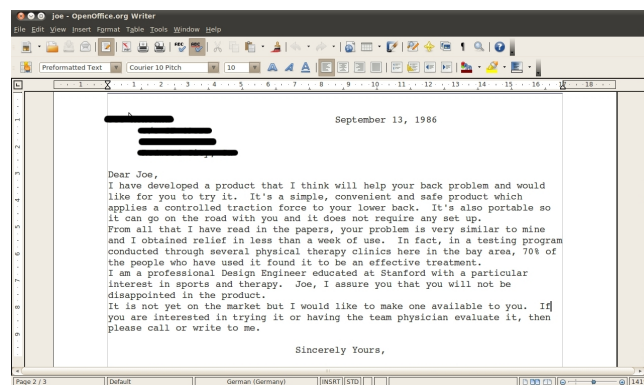 joe - OpenOffice.org Writer
File Edit View Insert Format Table Tools Window Help
Preformatted Text Courier 10 Pitch 10
September 13, 1986
Dear Joe,
I have developed a product that I think will help your back problem and would
like for you to try it. It's a simple, convenient and safe product which
applies a controlled traction force to your lower back. It's also portable so
it can go on the road with you and it does not require any set up.
From all that I have read in the papers, your problem is very similar to mine
and I obtained relief in less than a week of use. In fact, in a testing program
conducted through several physical therapy clinics here in the bay area, 70% of
the people who have used it found it to be an effective treatment.
I am a professional Design Engineer educated at Stanford with a particular
interest in sports and therapy. Joe, I assure you that you will not be
disappointed in the product.
It is not yet on the market but I would like to make one available to you. If
you are interested in trying it or having the team physician evaluate it, then
please call or write to me.
Sincerely Yours,
Page 2 / 3 Default German (Germany) INSRT STD 141